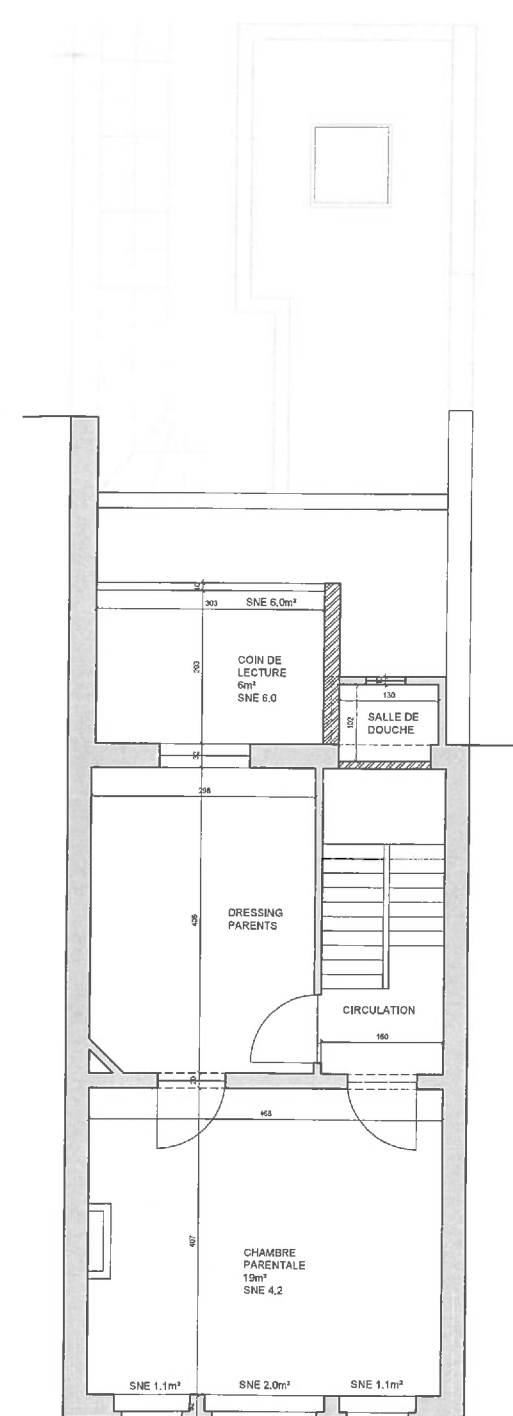 10
303
SNE 6,0m²
203
COIN DE
LECTURE
6m²
SNE 6,0
130
102
SALLE DE
DOUCHE
32
298
405
DRESSING
PARENTS
CIRCULATION
160
20
468
407
CHAMBRE
PARENTALE
19m²
SNE 4,2
SNE 1.1m²
SNE 2.0m²
SNE 1.1m²